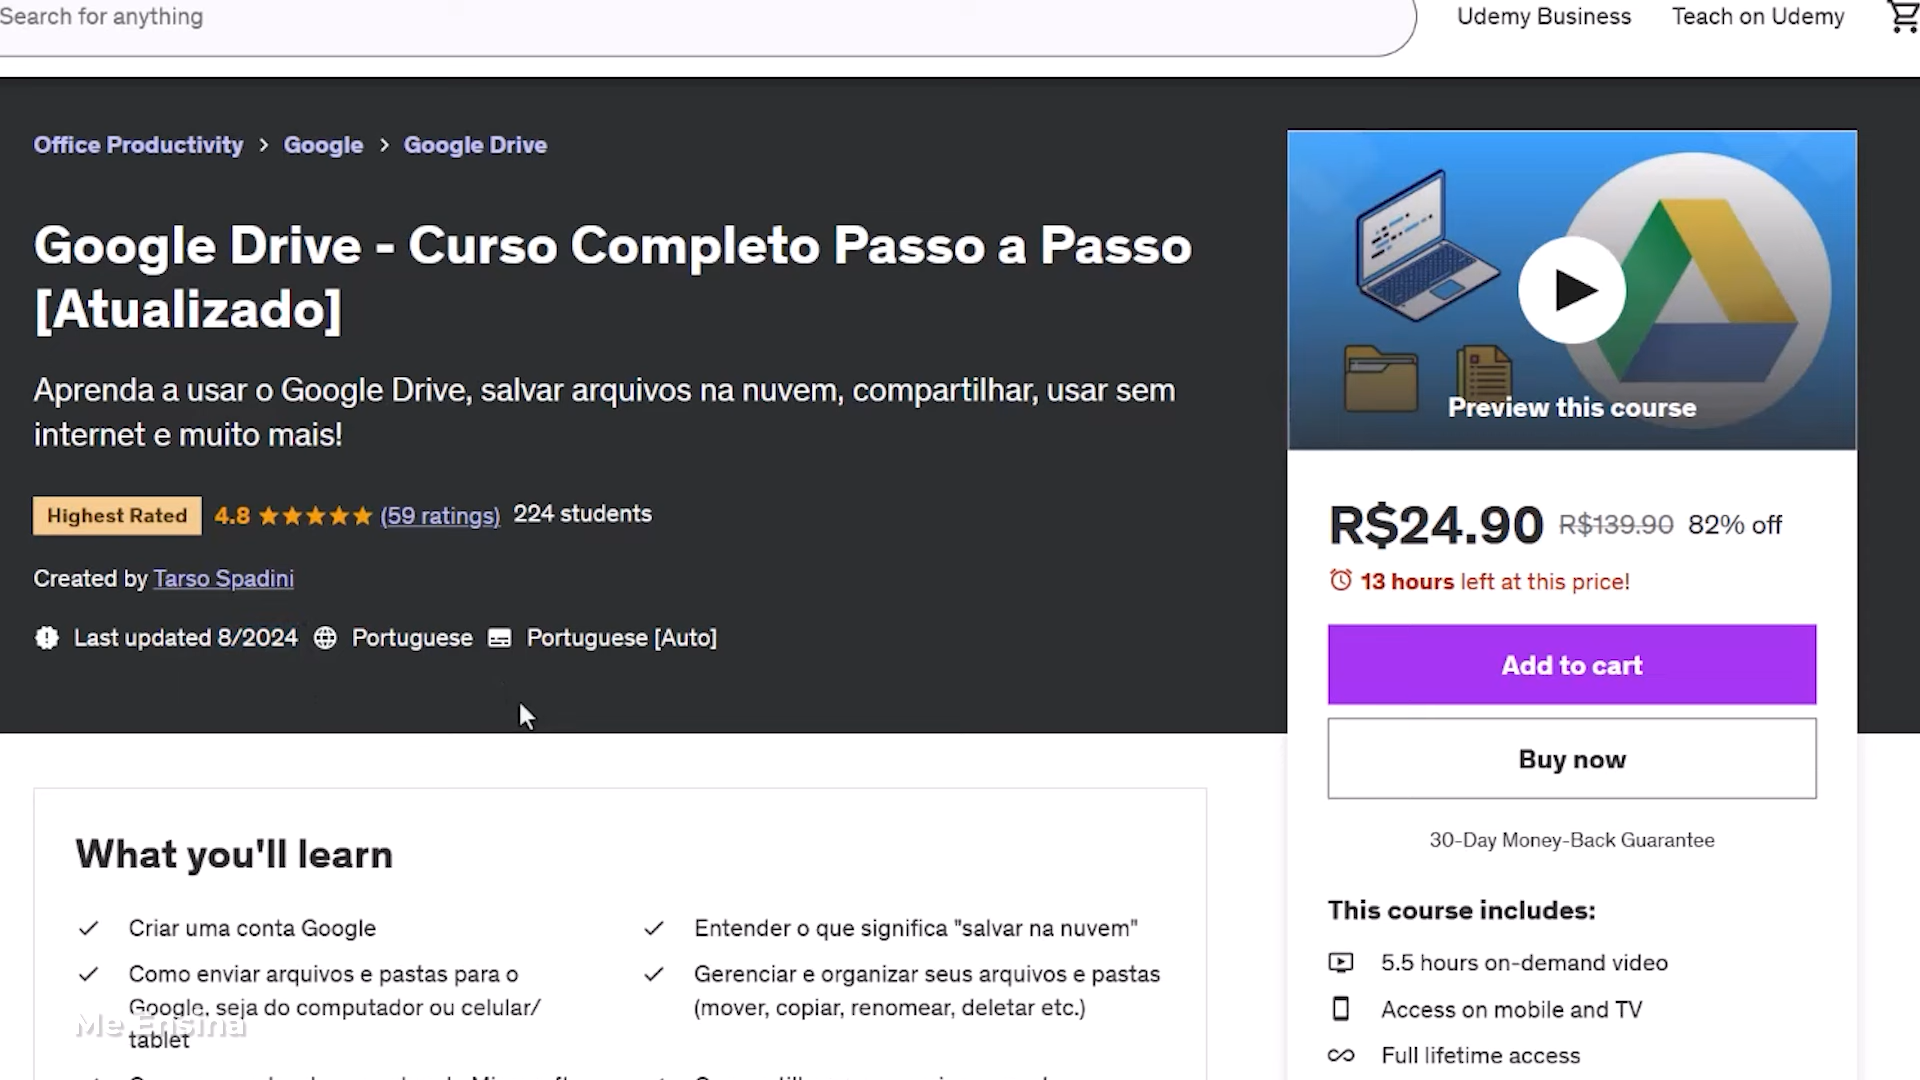 Search for anything
Udemy Business
Teach on Udemy
Office Productivity > Google > Google Drive
Google Drive - Curso Completo Passo a Passo
[Atualizado]
Aprenda a usar o Google Drive, salvar arquivos na nuvem, compartilhar, usar sem
internet e muito mais!
Highest Rated 4.8 (59 ratings) 224 students
Created by Tarso Spadini
Last updated 8/2024 Portuguese Portuguese [Auto]
Preview this course
R$24.90 R$139.90 82% off
13 hours left at this price!
Add to cart
Buy now
30-Day Money-Back Guarantee
This course includes:
5.5 hours on-demand video
Access on mobile and TV
Full lifetime access
What you'll learn
Criar uma conta Google
Como enviar arquivos e pastas para o
Google, seja do computador ou celular/
tablet
Entender o que significa "salvar na nuvem"
Gerenciar e organizar seus arquivos e pastas
(mover, copiar, renomear, deletar etc.)
Me Ensina